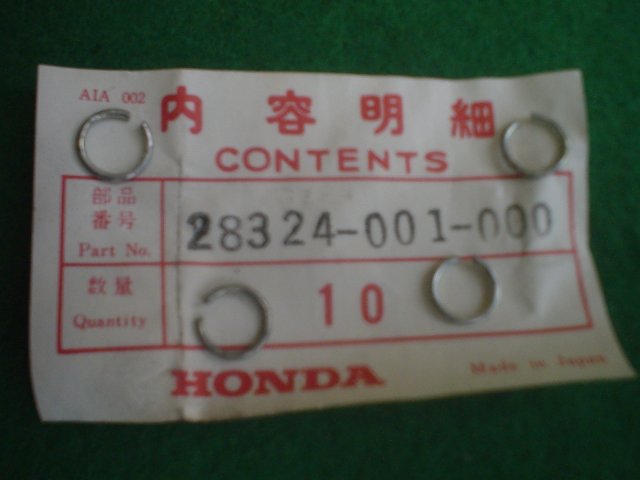 AIA 002
内容明細
CONTENTS
部品
番号
Part No.
28324-001-000
数量
Quantity
10
HONDA
Made in Japan